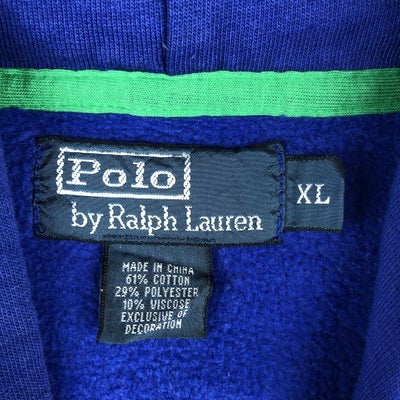 Polo
by Ralph Lauren
XL
MADE IN CHINA
61% COTTON
29% POLYESTER
10% VISCOSE
EXCLUSIVE OF
DECORATION